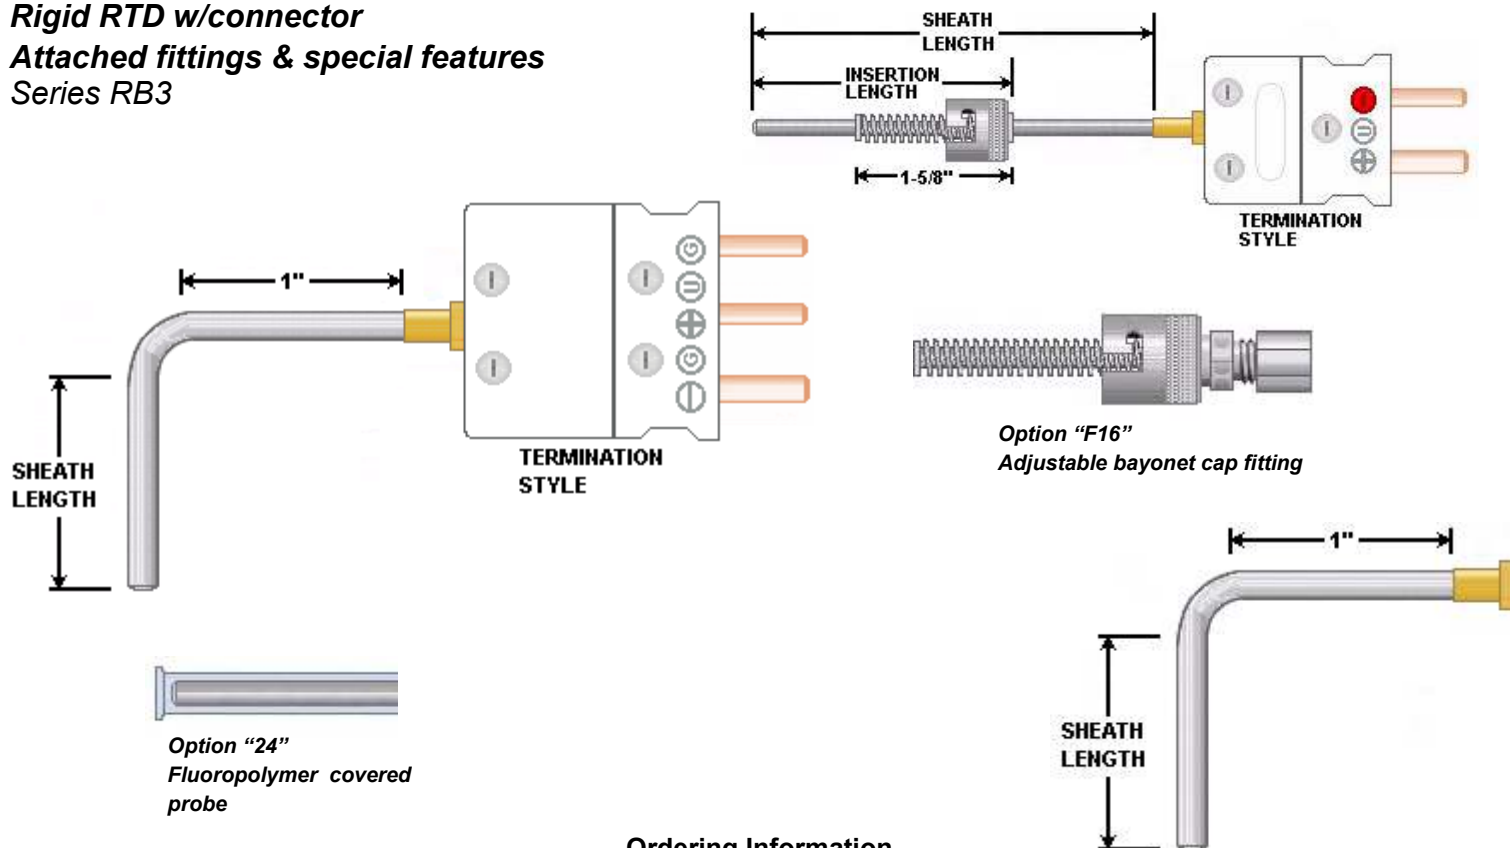 Rigid RTD w/connector
Attached fittings & special features
Series RB3
SHEATH
LENGTH
INSERTION
LENGTH
1-5/8"
TERMINATION
STYLE
1"
G
U
+
G
SHEATH
LENGTH
TERMINATION
STYLE
Option “F16”
Adjustable bayonet cap fitting
1"
SHEATH
LENGTH
Option “24”
Fluoropolymer covered
probe
Ordering Information